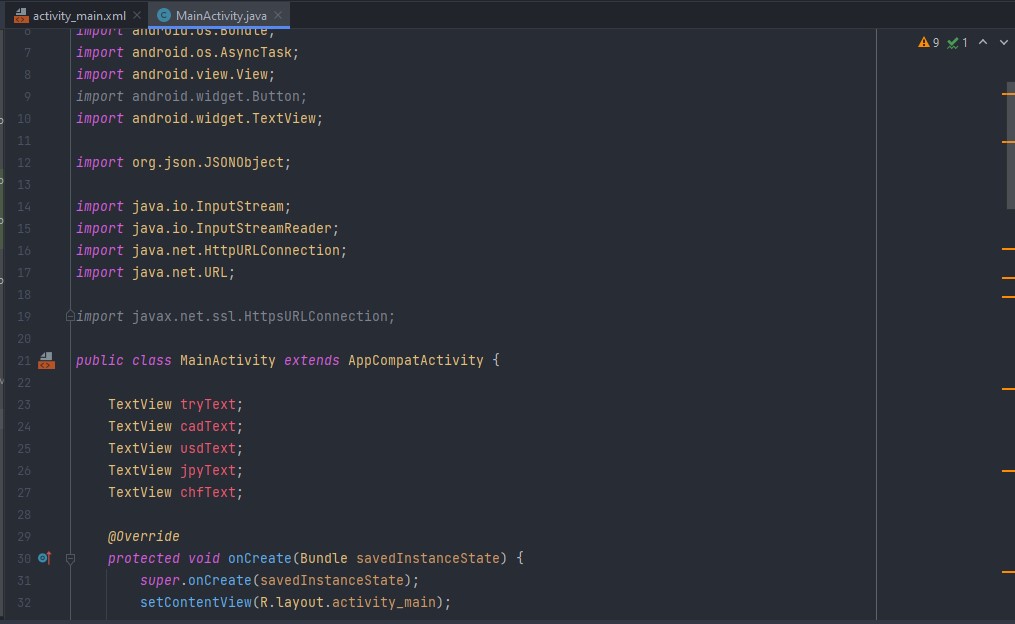 activity_main.xml MainActivity.java
6 import android.os.Bundle;
7 import android.os.AsyncTask;
8 import android.view.View;
9 import android.widget.Button;
10 import android.widget.TextView;
11
12 import org.json.JSONObject;
13
14 import java.io.InputStream;
15 import java.io.InputStreamReader;
16 import java.net.HttpURLConnection;
17 import java.net.URL;
18
19 import javax.net.ssl.HttpsURLConnection;
20
21 public class MainActivity extends AppCompatActivity {
22
23 TextView tryText;
24 TextView cadText;
25 TextView usdText;
26 TextView jpyText;
27 TextView chfText;
28
29 @Override
30 protected void onCreate(Bundle savedInstanceState) {
31 super.onCreate(savedInstanceState);
32 setContentView(R.layout.activity_main);
9 1